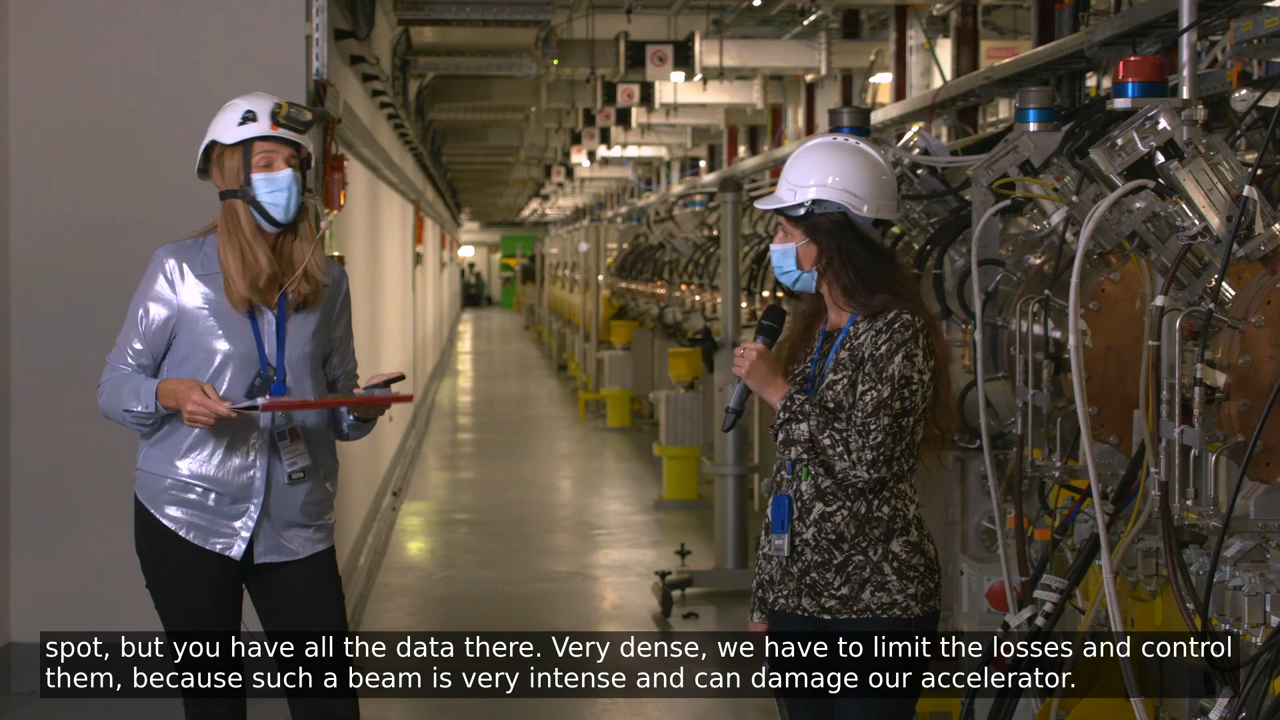 spot, but you have all the data there. Very dense, we have to limit the losses and control
them, because such a beam is very intense and can damage our accelerator.